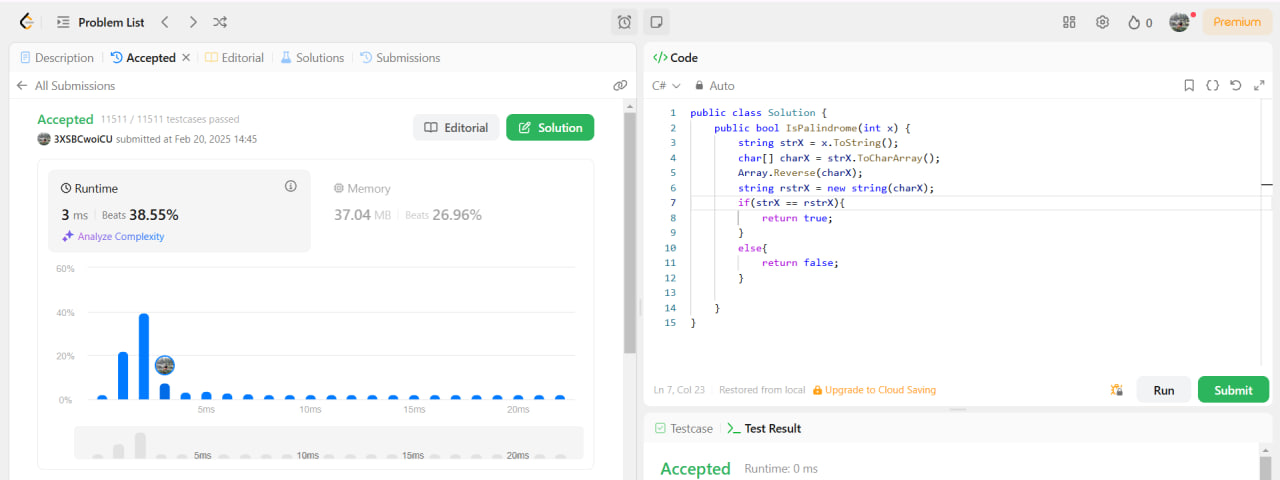 Problem List
0
Premium
Description
Accepted
Editorial
Solutions
Submissions
All Submissions
Accepted 11511 / 11511 testcases passed
3XSBCwoiCU submitted at Feb 20, 2025 14:45
Editorial
Solution
Runtime
3 ms Beats 38.55%
Analyze Complexity
Memory
37.04 MB Beats 26.96%
60%
40%
20%
0%
5ms 10ms 15ms 20ms
5ms 10ms 15ms 20ms
Code
C# Auto
1 public class Solution {
2 public bool IsPalindrome(int x) {
3 string strX = x.ToString();
4 char[] charX = strX.ToCharArray();
5 Array.Reverse(charX);
6 string rstrX = new string(charX);
7 if(strX == rstrX){
8 return true;
9 }
10 else{
11 return false;
12 }
13
14 }
15 }
Ln 7, Col 23 Restored from local Upgrade to Cloud Saving
Run
Submit
Testcase
Test Result
Accepted Runtime: 0 ms